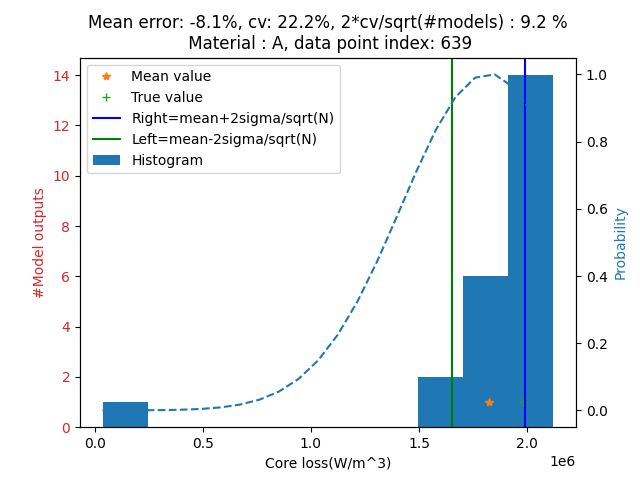 Mean error: -8.1%, cv: 22.2%, 2*cv/sqrt(#models) : 9.2 %
Material : A, data point index: 639
Mean value
True value
Right=mean+2sigma/sqrt(N)
Left=mean-2sigma/sqrt(N)
Histogram
#Model outputs
14
12
10
8
6
4
2
0
1.0
0.8
0.6
0.4
0.2
0.0
Probability
0.0 0.5 1.0 1.5 2.0
1e6
Core loss(W/m^3)